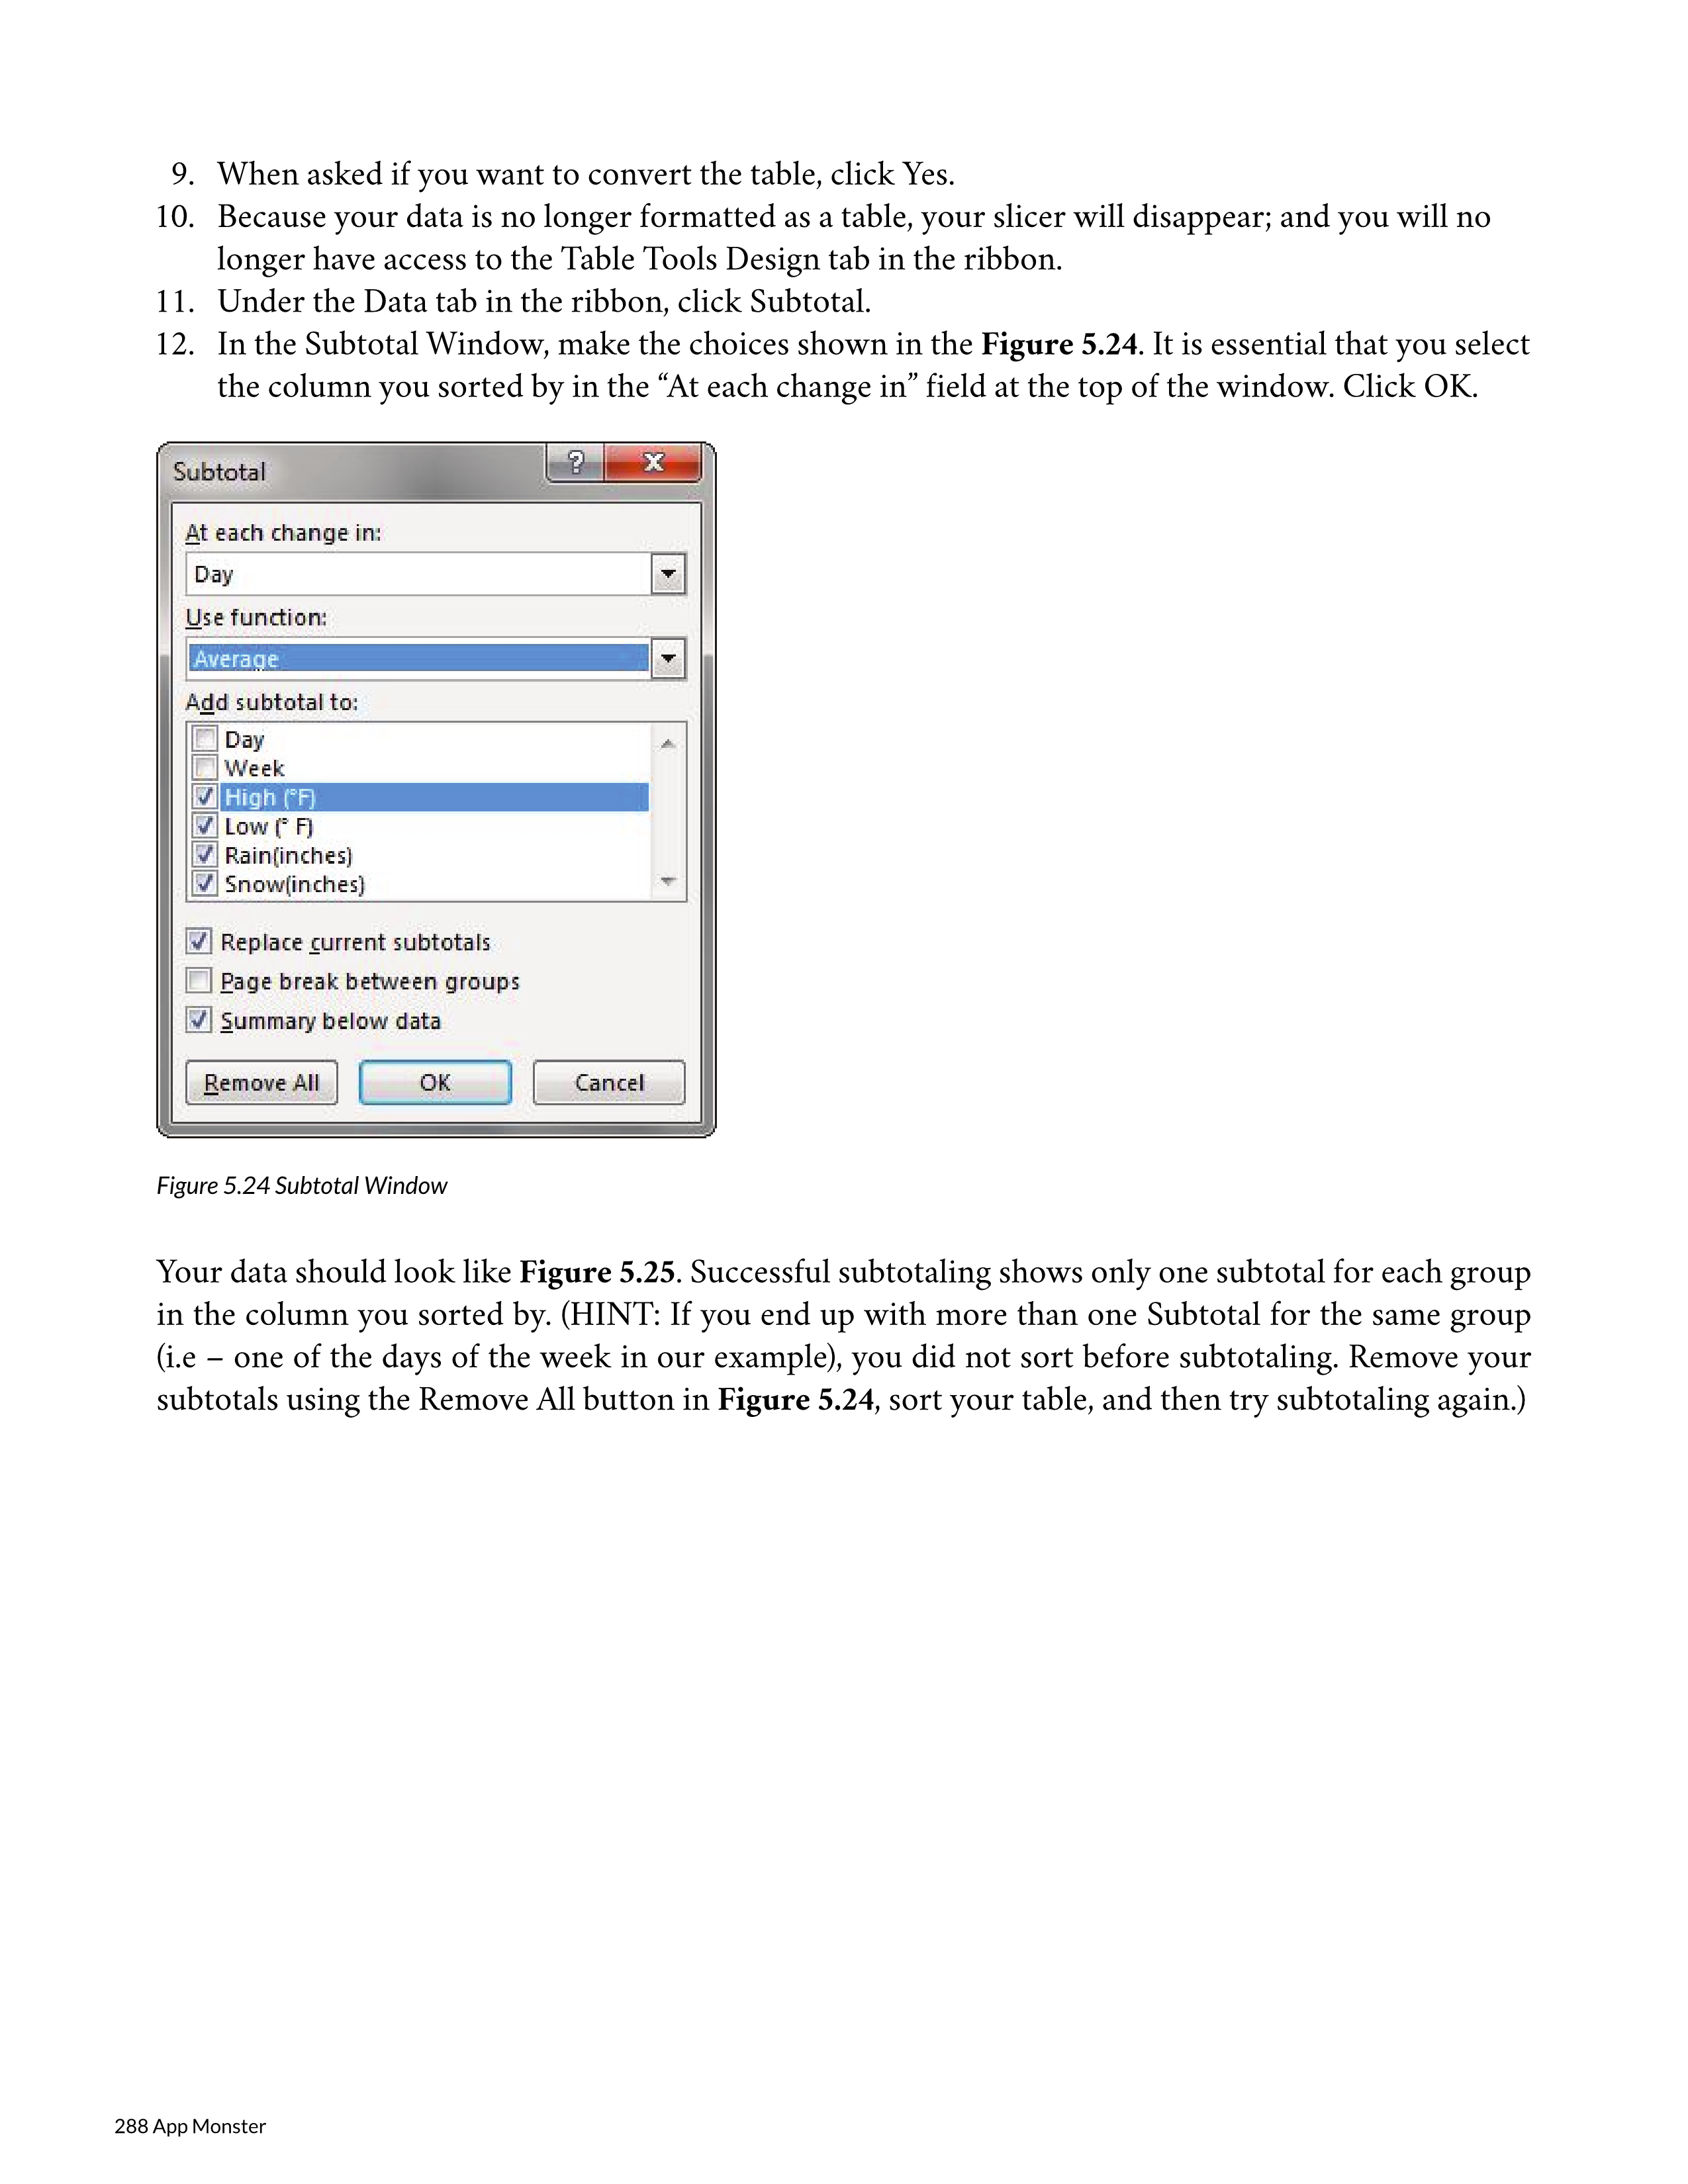 9. When asked if you want to convert the table, click Yes.
10. Because your data is no longer formatted as a table, your slicer will disappear; and you will no
longer have access to the Table Tools Design tab in the ribbon.
11. Under the Data tab in the ribbon, click Subtotal.
12. In the Subtotal Window, make the choices shown in the Figure 5.24. It is essential that you select
the column you sorted by in the “At each change in” field at the top of the window. Click OK.
Subtotal
At each change in:
Day
Use function:
Average
Add subtotal to:
Day
Week
High (°F)
Low (° F)
Rain(inches)
Snow(inches)
Replace current subtotals
Page break between groups
Summary below data
Remove All OK Cancel
Figure 5.24 Subtotal Window
Your data should look like Figure 5.25. Successful subtotaling shows only one subtotal for each group
in the column you sorted by. (HINT: If you end up with more than one Subtotal for the same group
(i.e – one of the days of the week in our example), you did not sort before subtotaling. Remove your
subtotals using the Remove All button in Figure 5.24, sort your table, and then try subtotaling again.)
288 App Monster